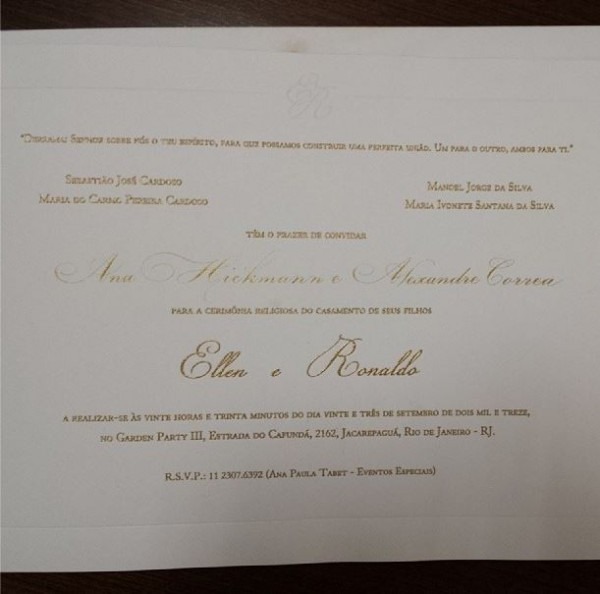 "Derramai Senhor sobre nós o teu espírito, para que possamos construir uma perfeita união. Um para o outro, ambos para ti."
Sebastião José Cardoso
Maria do Carmo Pereira Cardoso
Manoel Jorge da Silva
Maria Ivonete Santana da Silva
têm o prazer de convidar
Ana Hickmann e Alexandre Correa
para a cerimônia religiosa do casamento de seus filhos
Ellen e Ronaldo
a realizar-se às vinte horas e trinta minutos do dia vinte e três de setembro de dois mil e treze,
no Garden Party III, Estrada do Cafundá, 2162, Jacarepaguá, Rio de Janeiro - RJ.
R.S.V.P.: 11 2307.6392 (Ana Paula Tabet - Eventos Especiais)